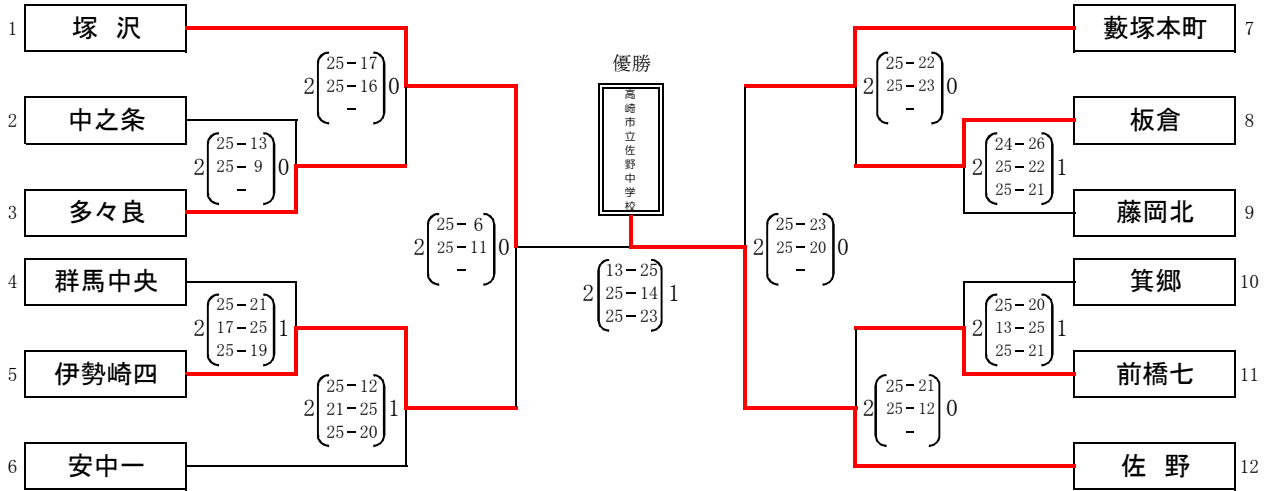 1 塚 沢
2 中之条
3 多々良
4 群馬中央
5 伊勢崎四
6 安中一
2 25-17 0
25-16
-
2 25-13 0
25- 9
-
2 25-21 1
17-25
25-19
2 25-12 1
21-25
25-20
2 25- 6 0
25-11
-
優勝
高崎市立佐野中学校
2 13-25 1
25-14
25-23
2 25-23 0
25-20
-
2 25-22 0
25-23
-
2 24-26 1
25-22
25-21
2 25-20 1
13-25
25-21
2 25-21 0
25-12
-
藪塚本町 7
板倉 8
藤岡北 9
箕郷 10
前橋七 11
佐 野 12